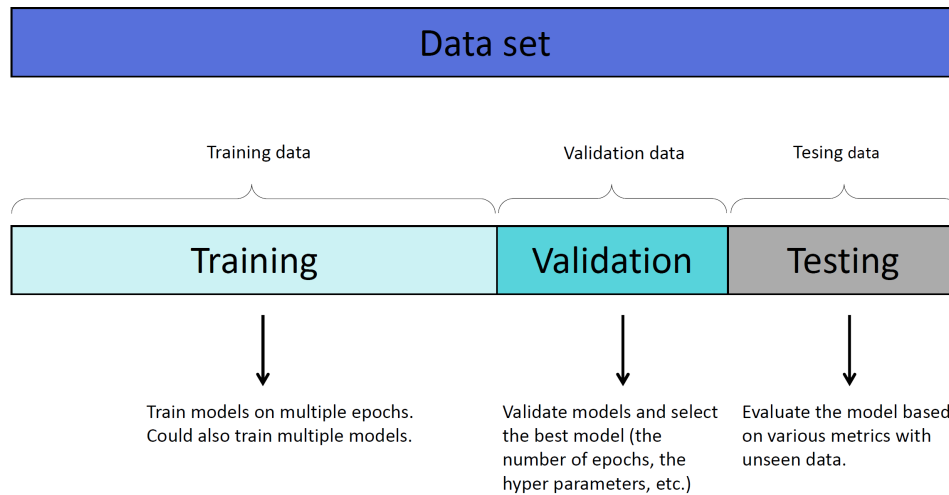 Data set
Training data
Validation data
Tesing data
Training
Validation
Testing
Train models on multiple epochs.
Could also train multiple models.
Validate models and select
the best model (the
number of epochs, the
hyper parameters, etc.)
Evaluate the model based
on various metrics with
unseen data.